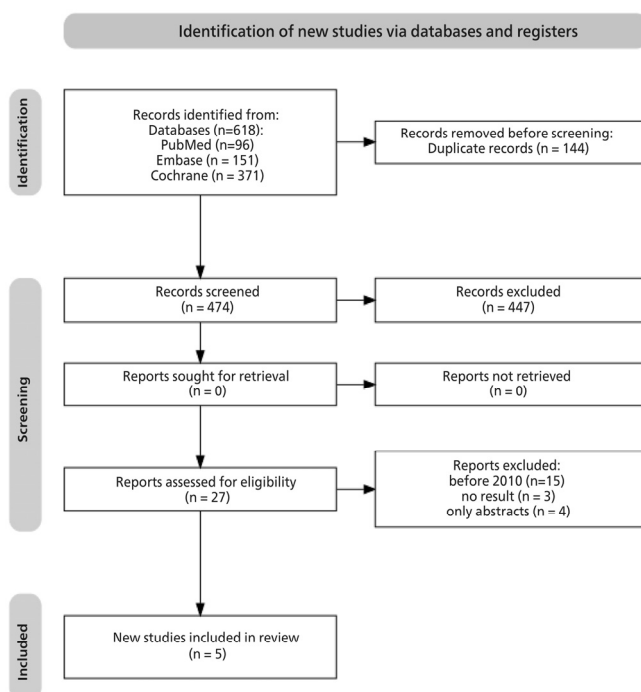 Identification of new studies via databases and registers
Identification
Records identified from:
Databases (n=618):
PubMed (n=96)
Embase (n = 151)
Cochrane (n = 371)
Records removed before screening:
Duplicate records (n = 144)
Screening
Records screened
(n = 474)
Records excluded
(n = 447)
Reports sought for retrieval
(n = 0)
Reports not retrieved
(n = 0)
Reports assessed for eligibility
(n = 27)
Reports excluded:
before 2010 (n=15)
no result (n = 3)
only abstracts (n = 4)
Included
New studies included in review
(n = 5)